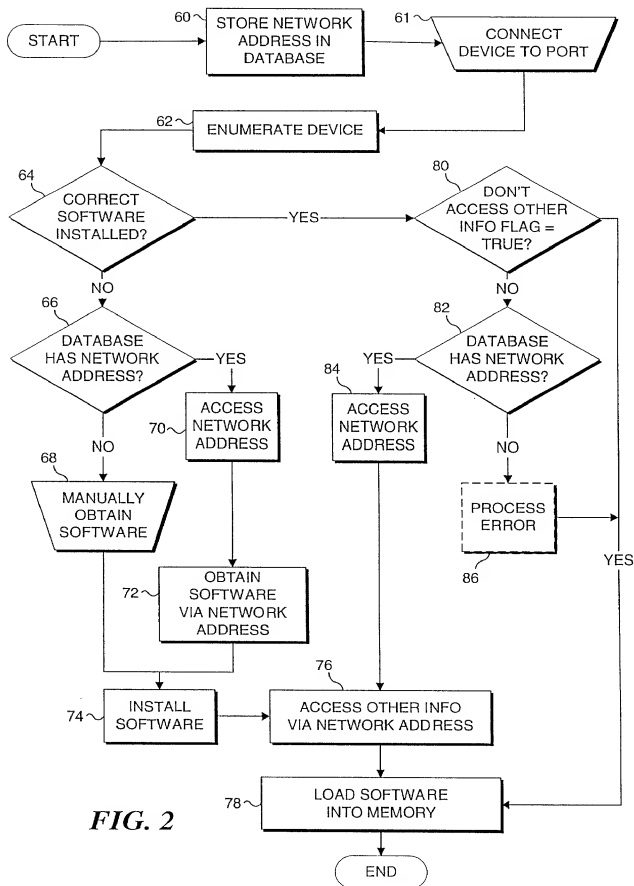 START
60
STORE NETWORK
ADDRESS IN
DATABASE
61
CONNECT
DEVICE TO PORT
62
ENUMERATE DEVICE
64
CORRECT
SOFTWARE
INSTALLED?
YES
80
DON'T
ACCESS OTHER
INFO FLAG =
TRUE?
NO
NO
66
DATABASE
HAS NETWORK
ADDRESS?
YES
82
DATABASE
HAS NETWORK
ADDRESS?
YES
70
ACCESS
NETWORK
ADDRESS
84
ACCESS
NETWORK
ADDRESS
NO
NO
68
MANUALLY
OBTAIN
SOFTWARE
PROCESS
ERROR
86
YES
72
OBTAIN
SOFTWARE
VIA NETWORK
ADDRESS
74
INSTALL
SOFTWARE
76
ACCESS OTHER INFO
VIA NETWORK ADDRESS
78
LOAD SOFTWARE
INTO MEMORY
FIG. 2
END